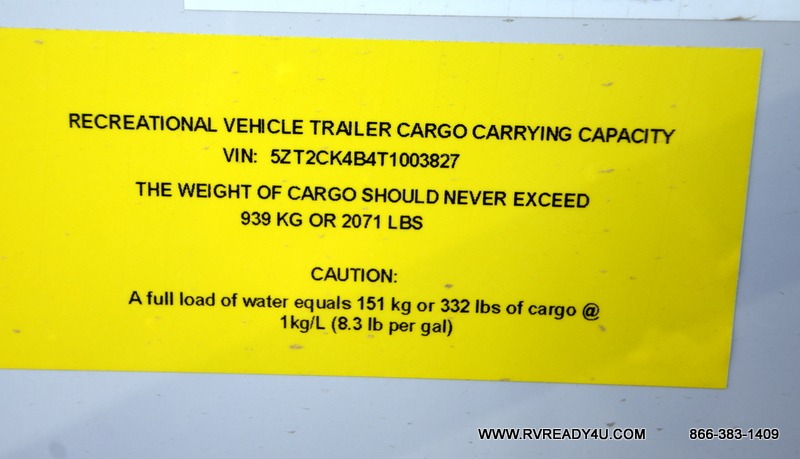 RECREATIONAL VEHICLE TRAILER CARGO CARRYING CAPACITY
VIN: 5ZT2CK4B4T1003827
THE WEIGHT OF CARGO SHOULD NEVER EXCEED
939 KG OR 2071 LBS
CAUTION:
A full load of water equals 151 kg or 332 lbs of cargo @
1kg/L (8.3 lb per gal)
WWW.RVREADY4U.COM 866-383-1409